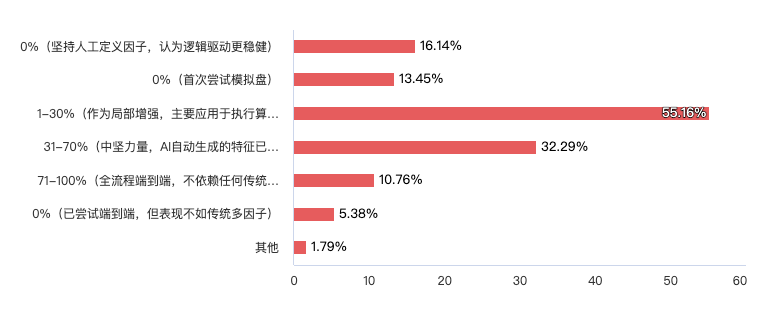 0%（坚持人工定义因子，认为逻辑驱动更稳健） 16.14%
0%（首次尝试模拟盘） 13.45%
1–30%（作为局部增强，主要应用于执行算... 55.16%
31–70%（中坚力量，AI自动生成的特征已... 32.29%
71–100%（全流程端到端，不依赖任何传统... 10.76%
0%（已尝试端到端，但表现不如传统多因子） 5.38%
其他 1.79%
0 10 20 30 40 50 60